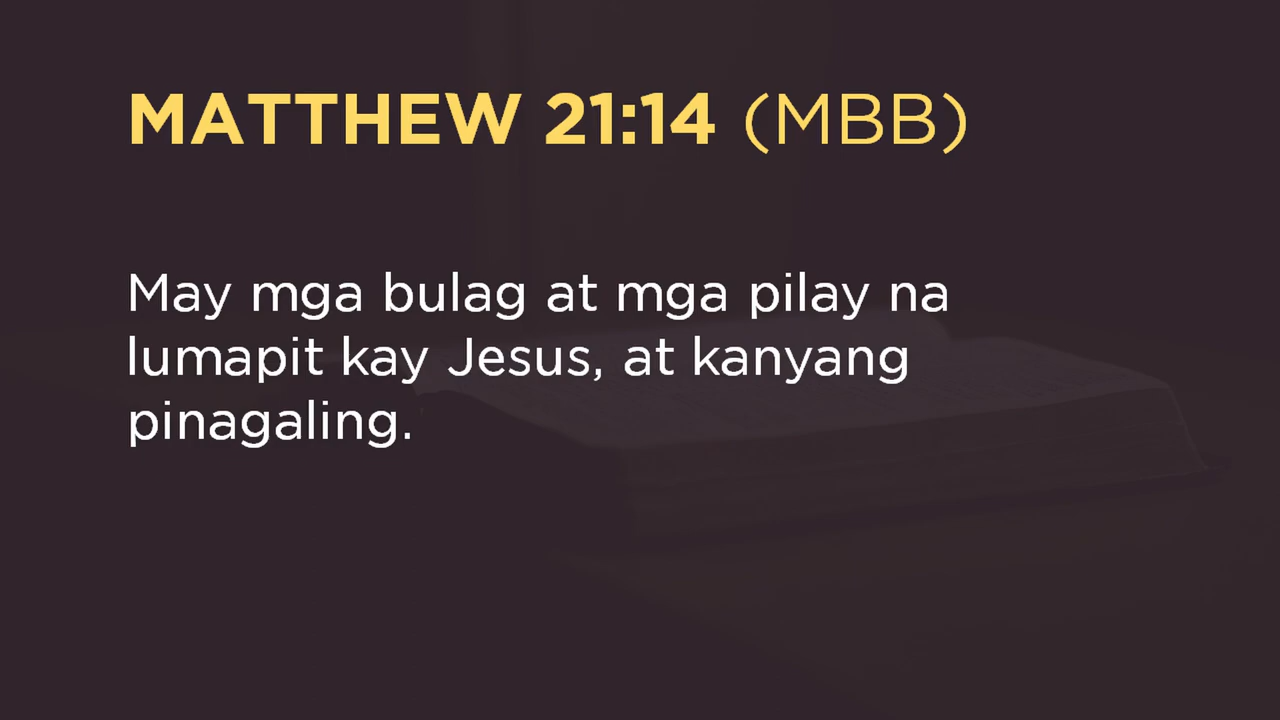 MATTHEW 21:14 (MBB)
May mga bulag at mga pilay na
lumapit kay Jesus, at kanyang
pinagaling.